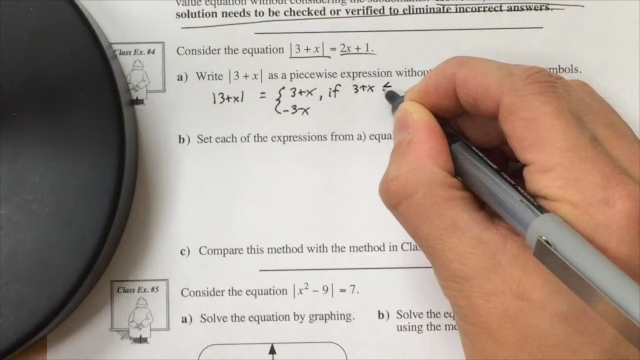 value equation without considering the subdomains.
solution needs to be checked or verified to eliminate incorrect answers.
Class Ex. #4
Consider the equation |3 + x| = 2x + 1.
a) Write |3 + x| as a piecewise expression without symbols.
|3+x| = { 3+x, if 3+x
-3-x
b) Set each of the expressions from a) equa
c) Compare this method with the method in Clas
Class Ex. #5
Consider the equation |x² − 9| = 7.
a) Solve the equation by graphing.
b) Solve the eq
using the me